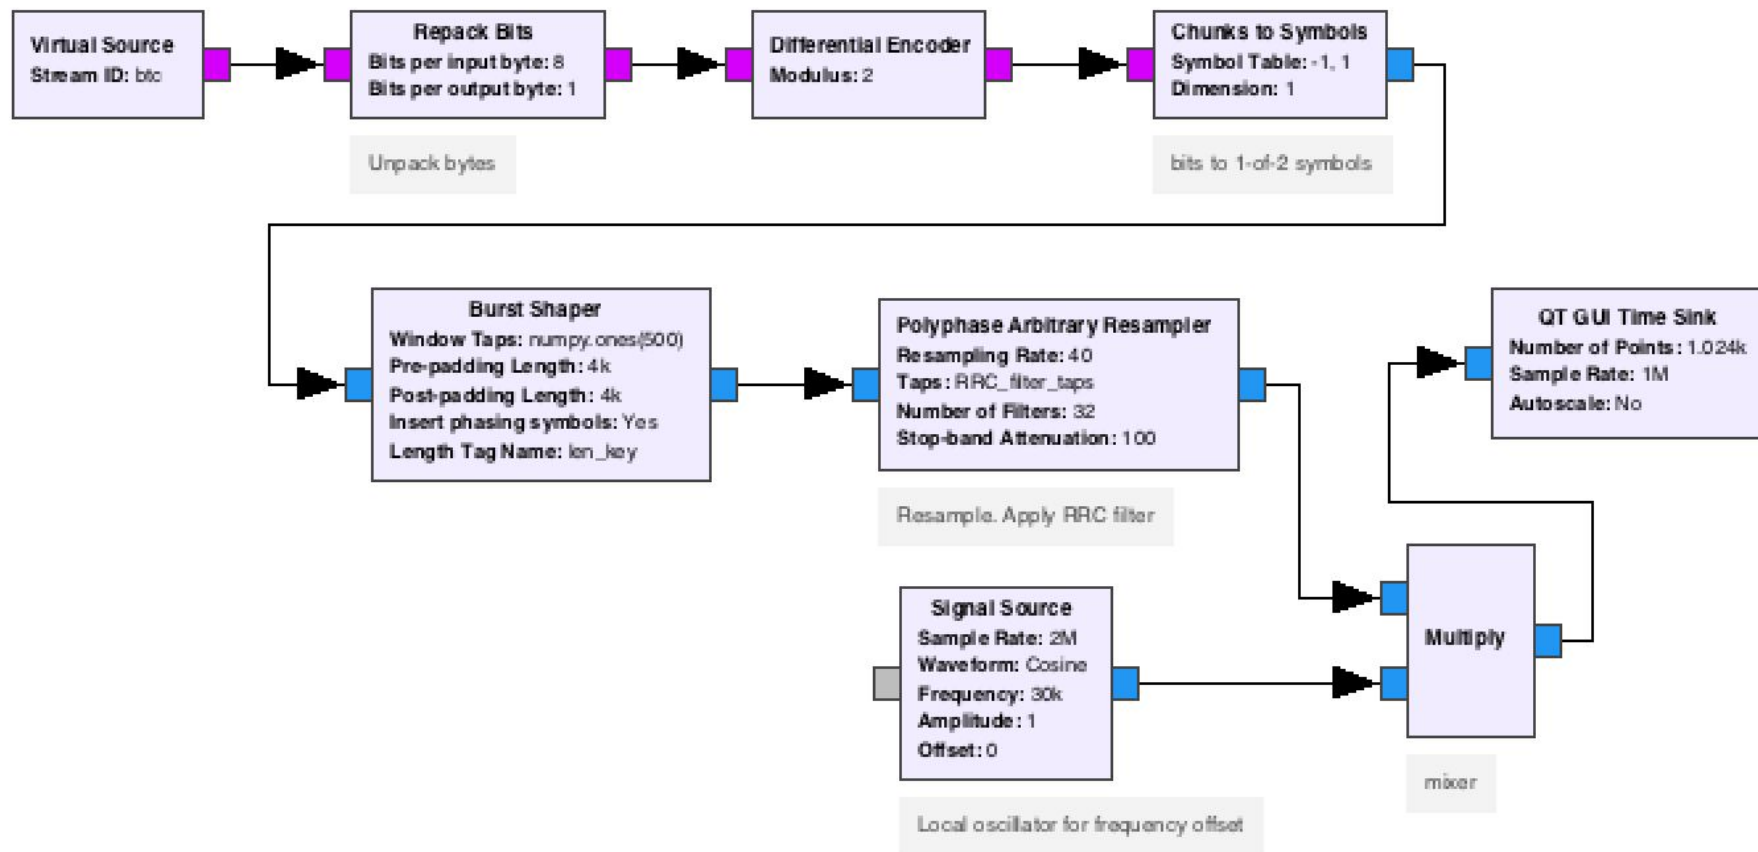 Virtual Source
Stream ID: btc
Repack Bits
Bits per input byte: 8
Bits per output byte: 1
Unpack bytes
Differential Encoder
Modulus: 2
Chunks to Symbols
Symbol Table: -1, 1
Dimension: 1
bits to 1-of-2 symbols
Burst Shaper
Window Taps: numpy.ones(500)
Pre-padding Length: 4k
Post-padding Length: 4k
Insert phasing symbols: Yes
Length Tag Name: len_key
Polyphase Arbitrary Resampler
Resampling Rate: 40
Taps: RRC_filter_taps
Number of Filters: 32
Stop-band Attenuation: 100
Resample. Apply RRC filter
QT GUI Time Sink
Number of Points: 1.024k
Sample Rate: 1M
Autoscale: No
Signal Source
Sample Rate: 2M
Waveform: Cosine
Frequency: 30k
Amplitude: 1
Offset: 0
Local oscillator for frequency offset
Multiply
mixer